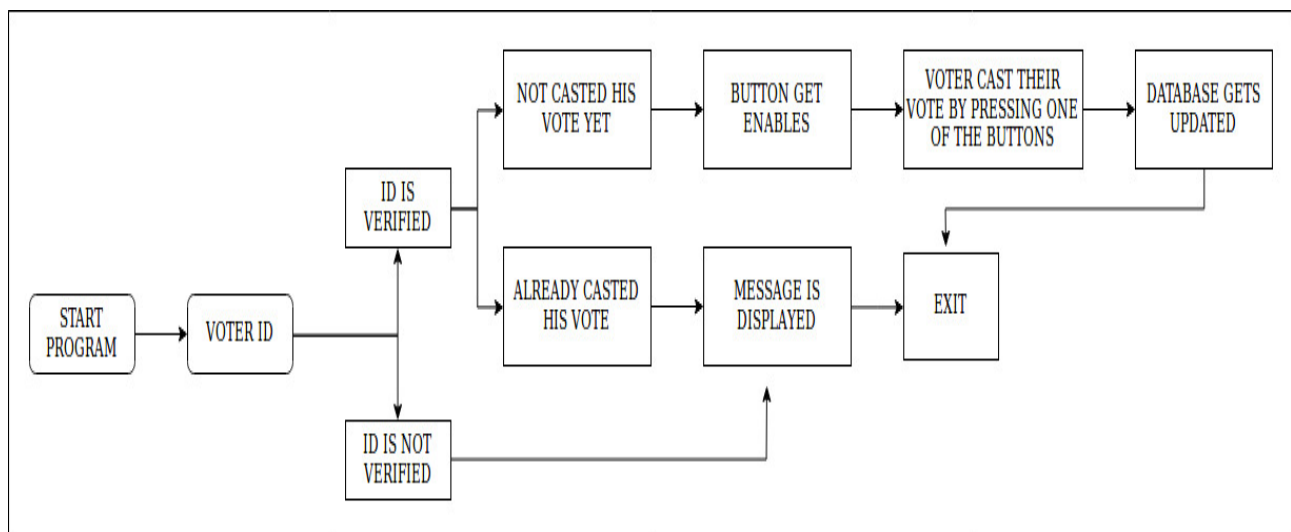 NOT CASTED HIS
VOTE YET
BUTTON GET
ENABLES
VOTER CAST THEIR
VOTE BY PRESSING ONE
OF THE BUTTONS
DATABASE GETS
UPDATED
ID IS
VERIFIED
ALREADY CASTED
HIS VOTE
MESSAGE IS
DISPLAYED
EXIT
START
PROGRAM
VOTER ID
ID IS NOT
VERIFIED